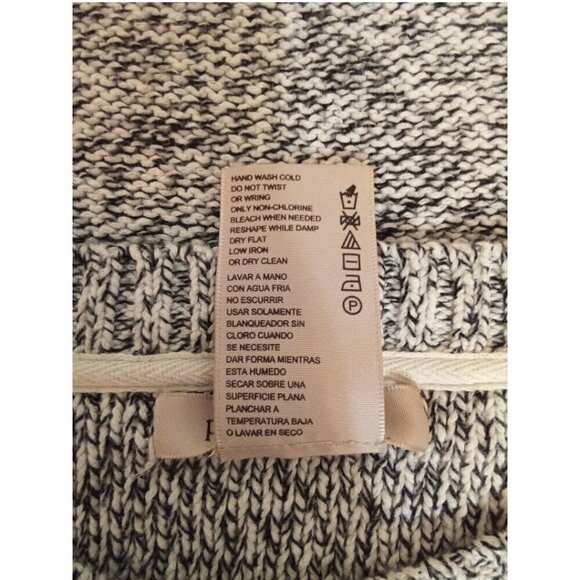 HAND WASH COLD
DO NOT TWIST
OR WRING
ONLY NON-CHLORINE
BLEACH WHEN NEEDED
RESHAPE WHILE DAMP
DRY FLAT
LOW IRON
OR DRY CLEAN
LAVAR A MANO
CON AGUA FRIA
NO ESCURRIR
USAR SOLAMENTE
BLANQUEADOR SIN
CLORO CUANDO
SE NECESITE
DAR FORMA MIENTRAS
ESTA HUMEDO
SECAR SOBRE UNA
SUPERFICIE PLANA
PLANCHAR A
TEMPERATURA BAJA
O LAVAR EN SECO
P